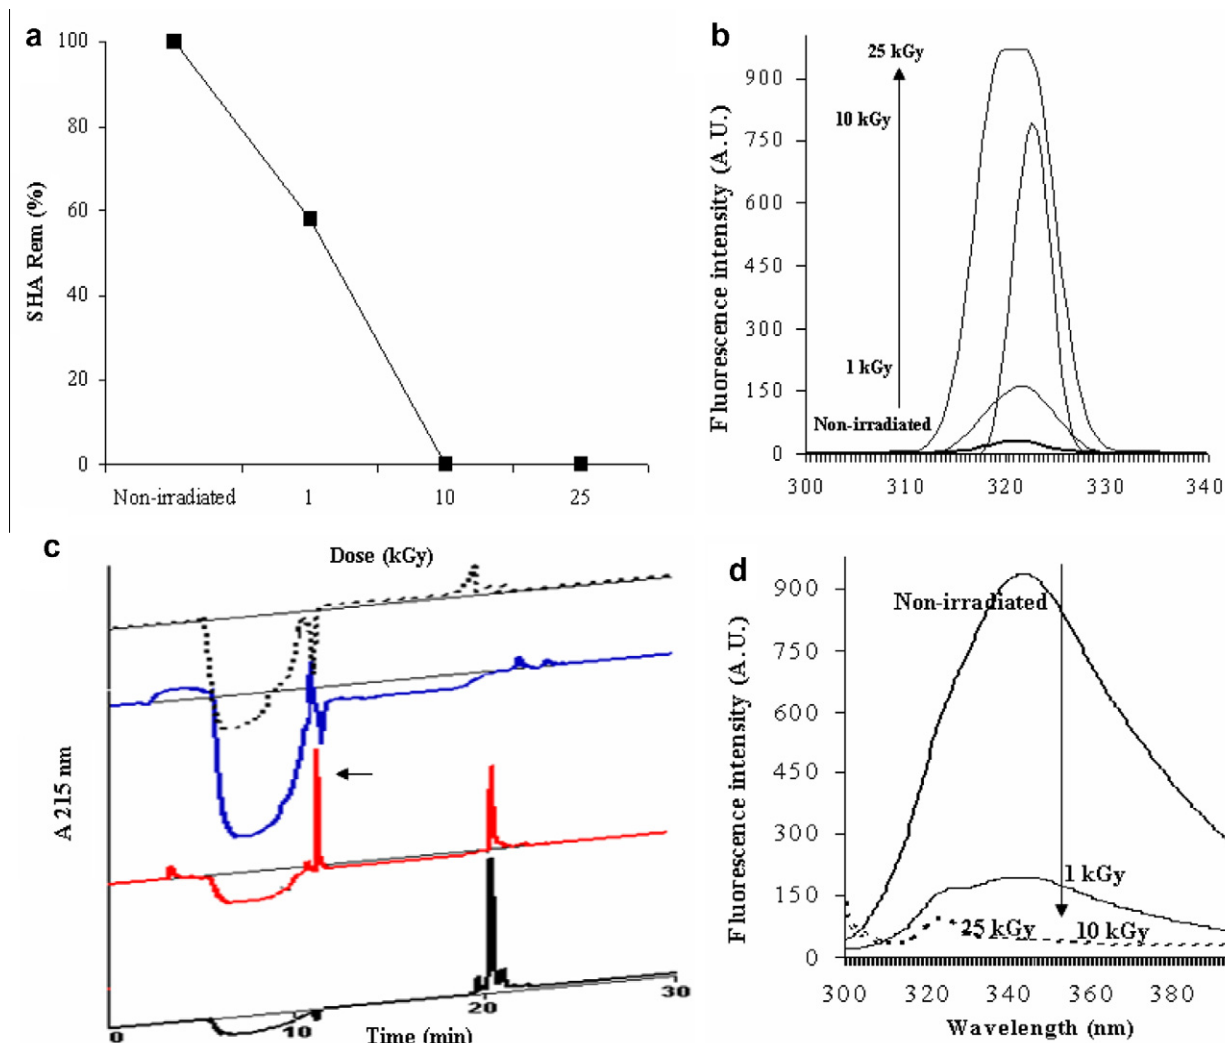 a
100
80
60
40
20
0
SHA Rem (%)
Non-irradiated 1 10 25
Dose (kGy)
b
25 kGy
10 kGy
1 kGy
Non-irradiated
900
750
600
450
300
150
0
Fluorescence intensity (A.U.)
300 310 320 330 340
c
A 215 nm
0 10 20 30
Time (min)
d
Non-irradiated
1 kGy
25 kGy 10 kGy
900
750
600
450
300
150
0
Fluorescence intensity (A.U.)
300 320 340 360 380
Wavelength (nm)